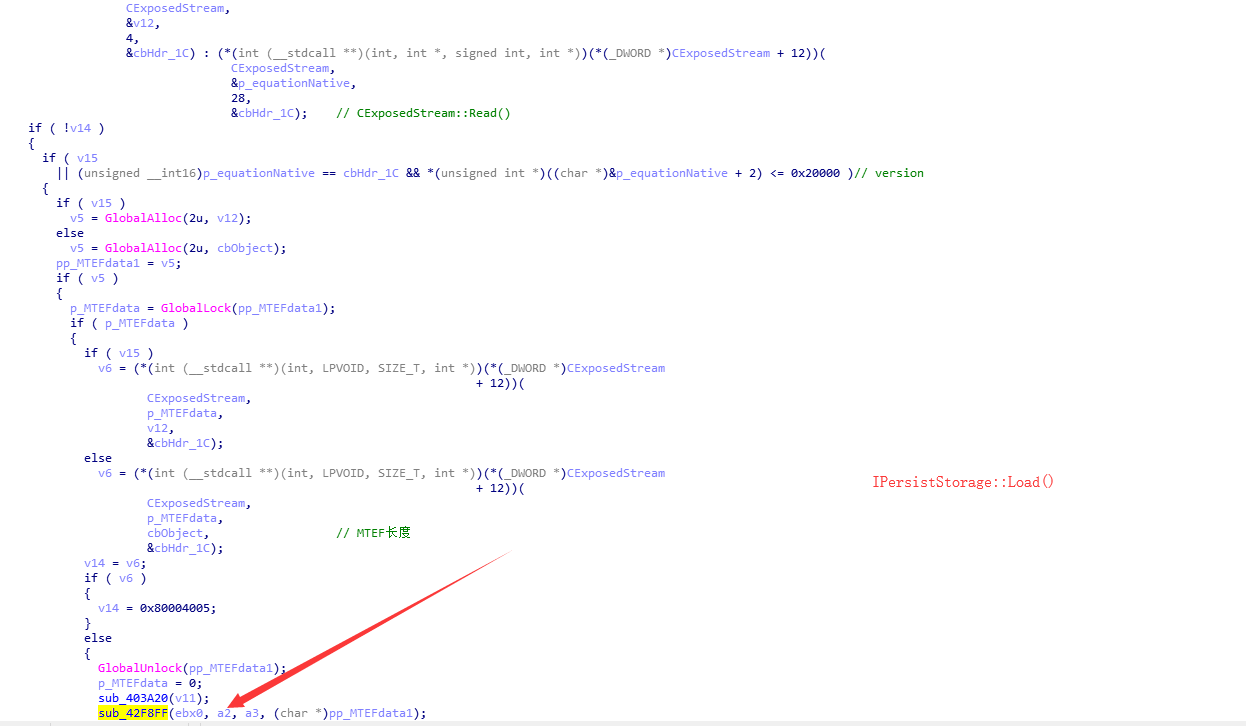 CExposedStream,
&v12,
4,
&cbHdr_1C) : (*(int (__stdcall **)(int, int *, signed int, int *))(*(_DWORD *)CExposedStream + 12))(
CExposedStream,
&p_equationNative,
28,
&cbHdr_1C);    // CExposedStream::Read()
if ( !v14 )
{
if ( v15
|| (unsigned __int16)p_equationNative == cbHdr_1C && *(unsigned int *)((char *)&p_equationNative + 2) <= 0x20000 )// version
{
if ( v15 )
v5 = GlobalAlloc(2u, v12);
else
v5 = GlobalAlloc(2u, cbObject);
pp_MTEFdata1 = v5;
if ( v5 )
{
p_MTEFdata = GlobalLock(pp_MTEFdata1);
if ( p_MTEFdata )
{
if ( v15 )
v6 = (*(int (__stdcall **)(int, LPVOID, SIZE_T, int *))(*(_DWORD *)CExposedStream
+ 12))(
CExposedStream,
p_MTEFdata,
v12,
&cbHdr_1C);
else
v6 = (*(int (__stdcall **)(int, LPVOID, SIZE_T, int *))(*(_DWORD *)CExposedStream
+ 12))(
IPersistStorage::Load()
CExposedStream,
p_MTEFdata,
cbObject,    // MTEF长度
&cbHdr_1C);
v14 = v6;
if ( v6 )
{
v14 = 0x80004005;
}
else
{
GlobalUnlock(pp_MTEFdata1);
p_MTEFdata = 0;
sub_403A20(v11);
sub_42F8FF(ebx0, a2, a3, (char *)pp_MTEFdata1);